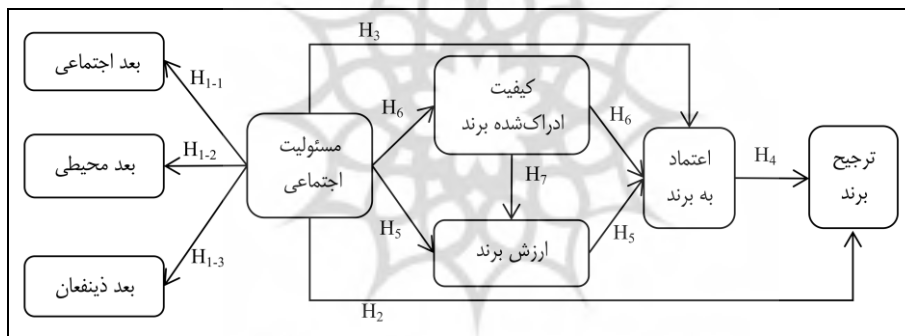 H3
بعد اجتماعی
H1-1
کیفیت
ادراک‌شده برند
H6
H6
مسئولیت
اجتماعی
بعد محیطی
H1-2
اعتماد
به برند
H4
ترجیح
برند
H7
H5
ارزش برند
H5
H1-3
بعد ذینفعان
H2